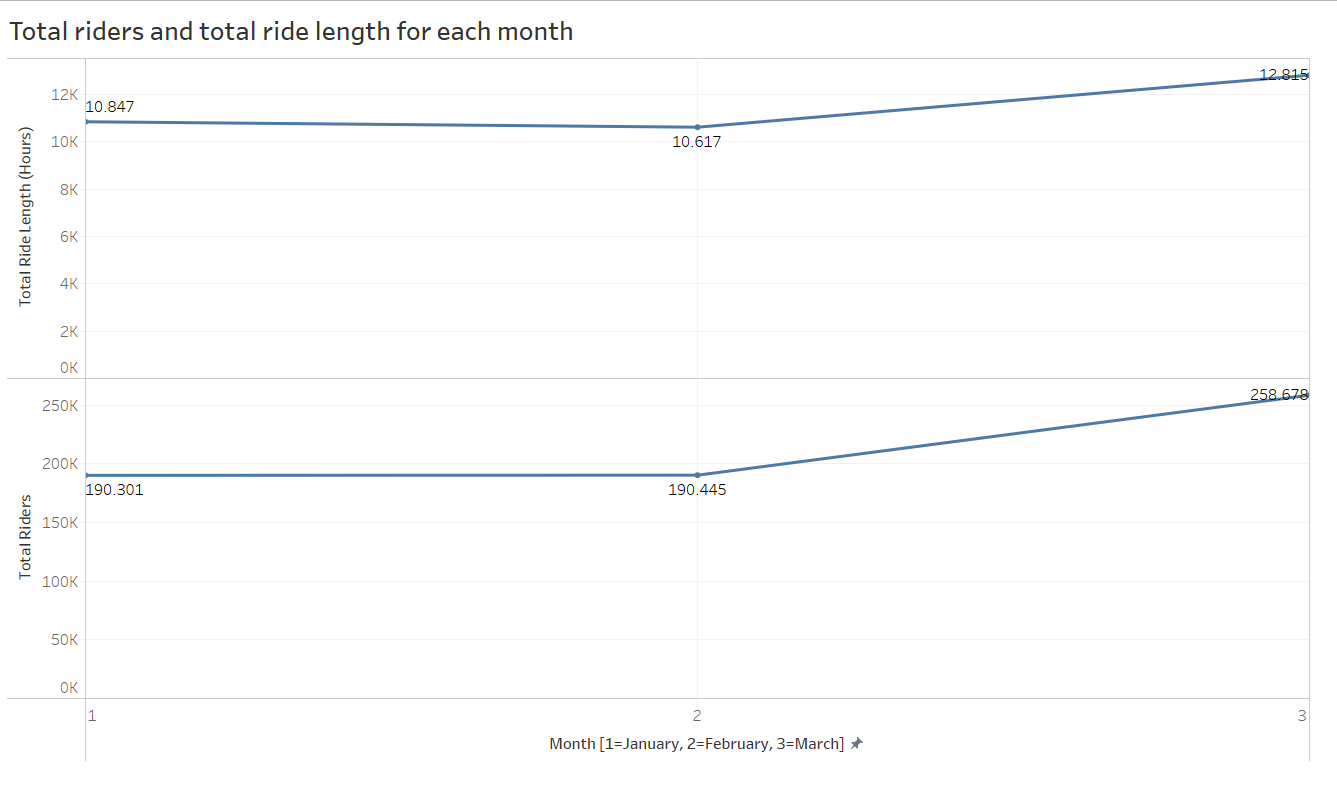 Total riders and total ride length for each month
Total Ride Length (Hours)
12K
10K
8K
6K
4K
2K
0K
10.847
10.617
12.815
Total Riders
250K
200K
150K
100K
50K
0K
190.301
190.445
258.678
1
2
3
Month [1=January, 2=February, 3=March]